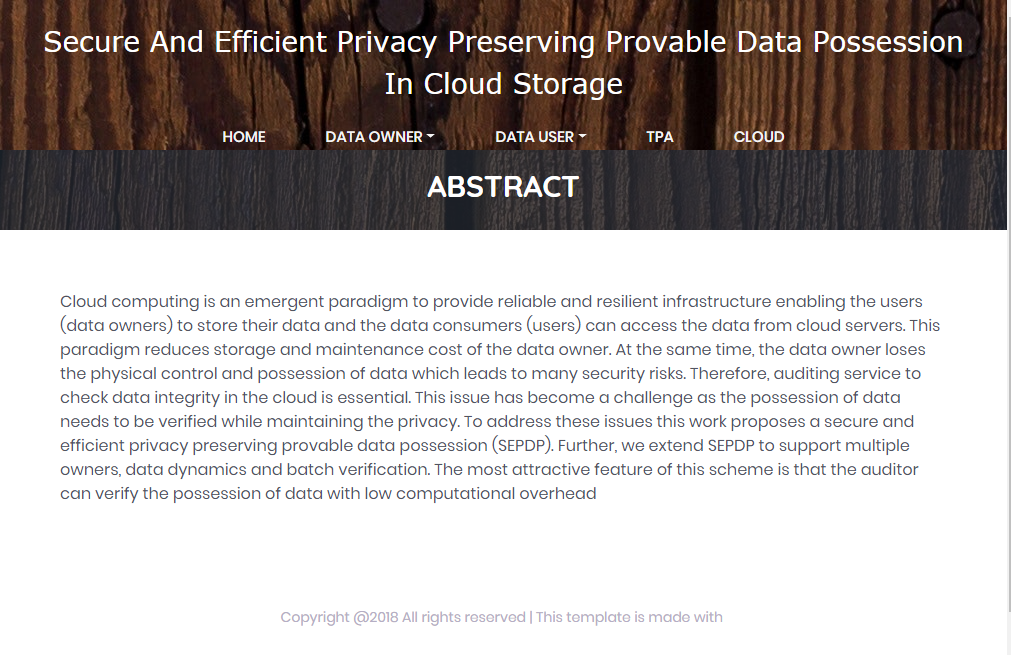 Secure And Efficient Privacy Preserving Provable Data Possession
In Cloud Storage
HOME DATA OWNER DATA USER TPA CLOUD
ABSTRACT
Cloud computing is an emergent paradigm to provide reliable and resilient infrastructure enabling the users
(data owners) to store their data and the data consumers (users) can access the data from cloud servers. This
paradigm reduces storage and maintenance cost of the data owner. At the same time, the data owner loses
the physical control and possession of data which leads to many security risks. Therefore, auditing service to
check data integrity in the cloud is essential. This issue has become a challenge as the possession of data
needs to be verified while maintaining the privacy. To address these issues this work proposes a secure and
efficient privacy preserving provable data possession (SEPDP). Further, we extend SEPDP to support multiple
owners, data dynamics and batch verification. The most attractive feature of this scheme is that the auditor
can verify the possession of data with low computational overhead
Copyright @2018 All rights reserved | This template is made with